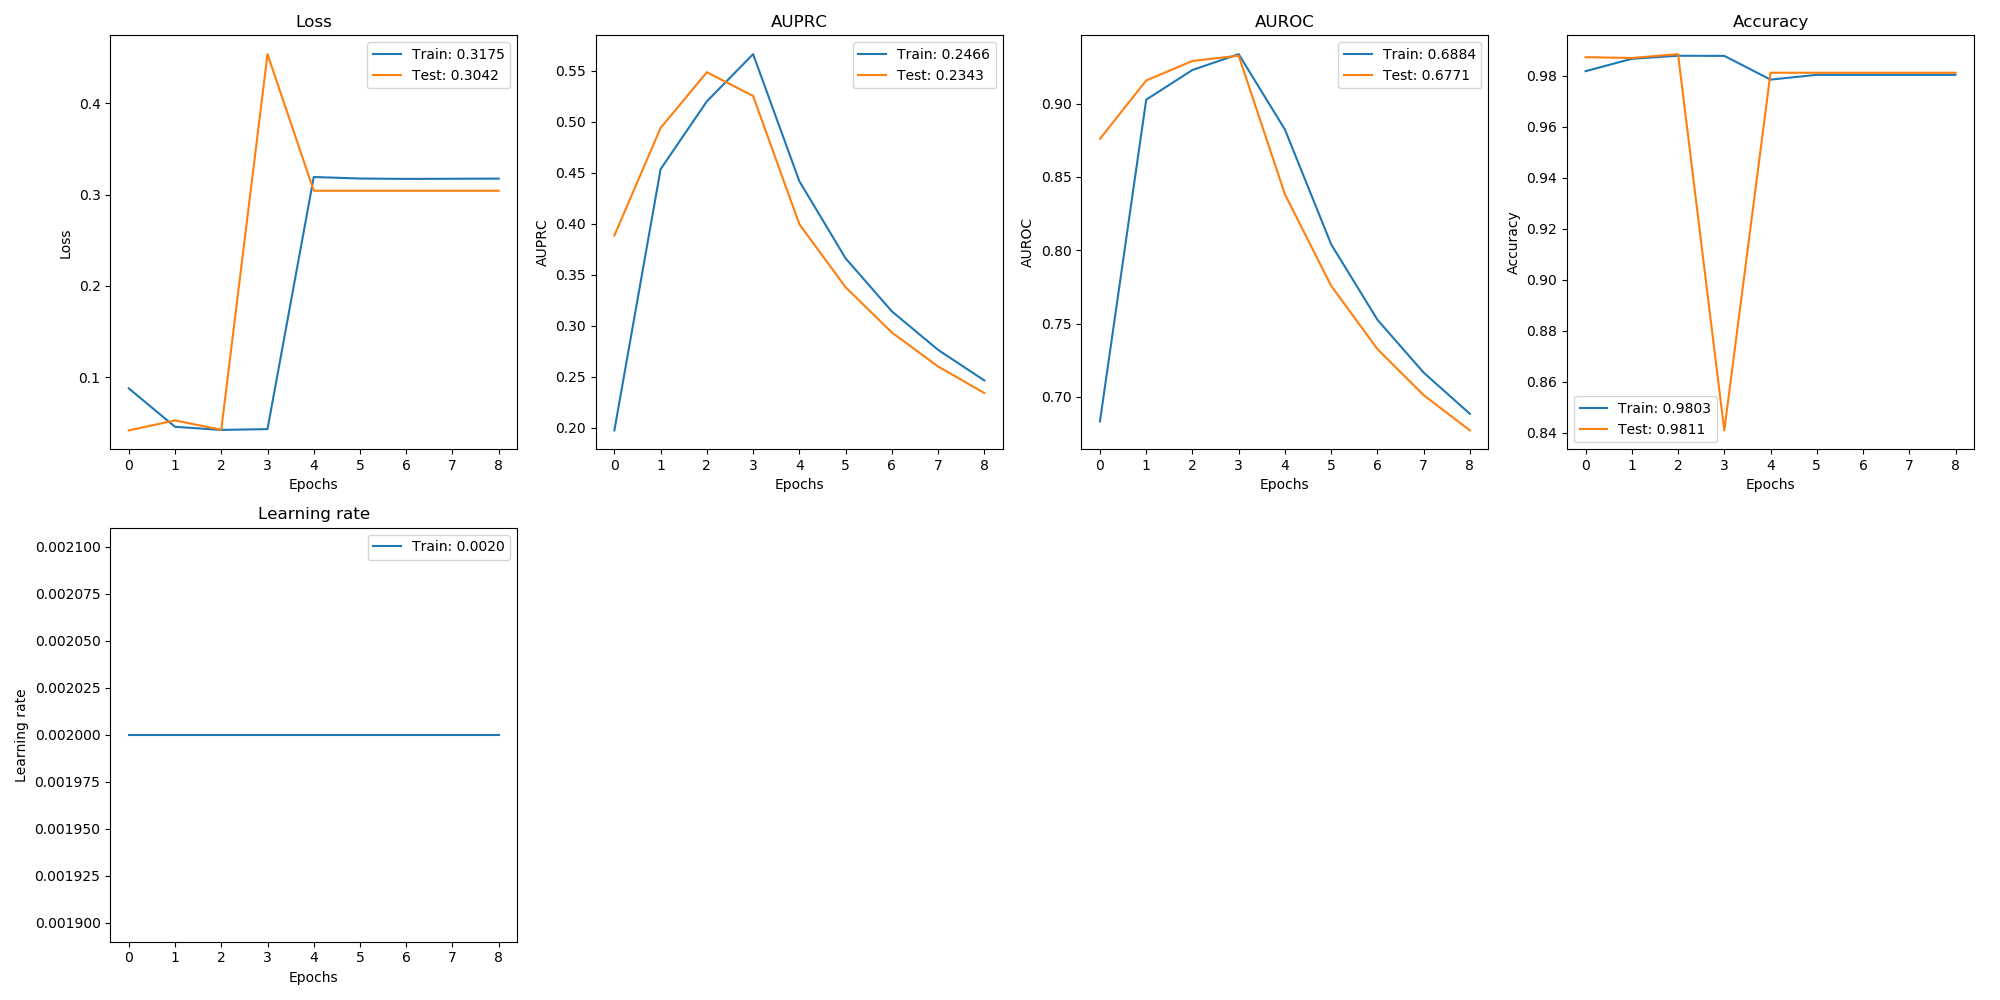 Loss
Train: 0.3175
Test: 0.3042
0.4
0.3
0.2
0.1
Loss
0 1 2 3 4 5 6 7 8
Epochs
AUPRC
Train: 0.2466
Test: 0.2343
0.55
0.50
0.45
0.40
0.35
0.30
0.25
0.20
AUPRC
0 1 2 3 4 5 6 7 8
Epochs
AUROC
Train: 0.6884
Test: 0.6771
0.90
0.85
0.80
0.75
0.70
AUROC
0 1 2 3 4 5 6 7 8
Epochs
Accuracy
0.98
0.96
0.94
0.92
0.90
0.88
0.86
0.84
Accuracy
Train: 0.9803
Test: 0.9811
0 1 2 3 4 5 6 7 8
Epochs
Learning rate
Train: 0.0020
0.002100
0.002075
0.002050
0.002025
0.002000
0.001975
0.001950
0.001925
0.001900
Learning rate
0 1 2 3 4 5 6 7 8
Epochs